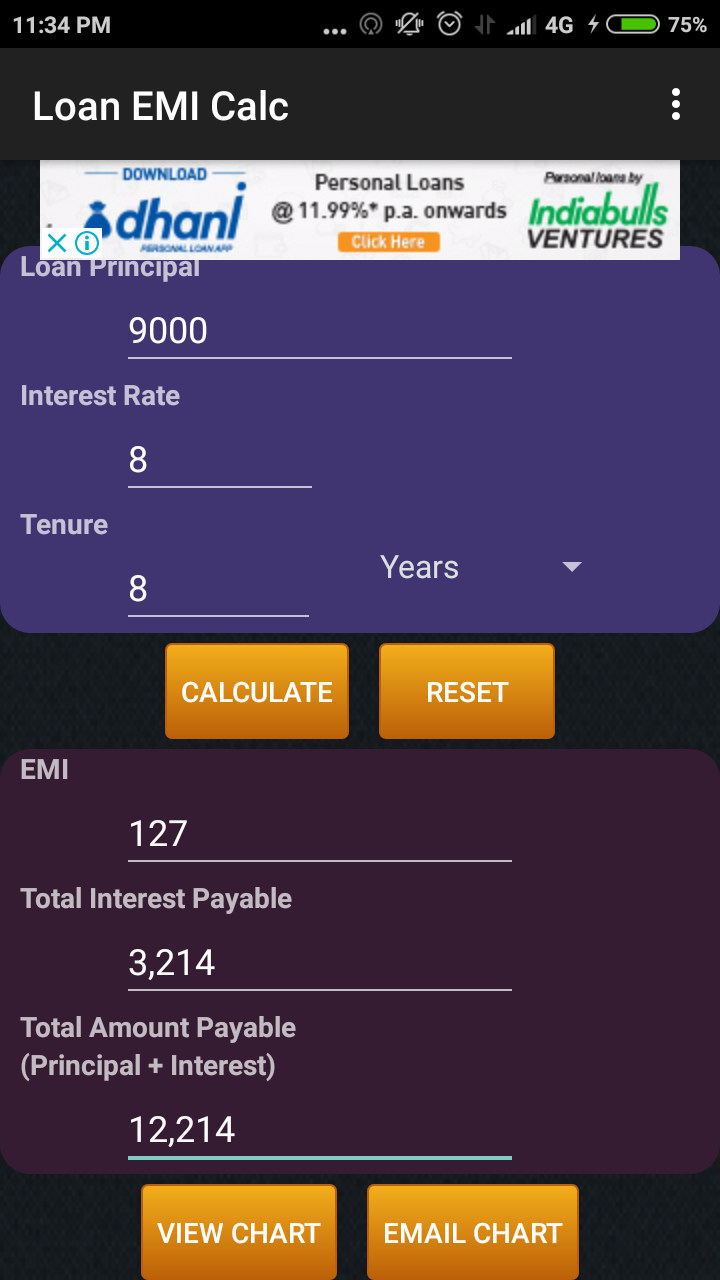 11:34 PM
4G
75%
Loan EMI Calc
DOWNLOAD
dhani
PERSONAL LOAN APP
Personal Loans
@ 11.99%* p.a. onwards
Click Here
Personal loans by
Indiabulls
VENTURES
Loan Principal
9000
Interest Rate
8
Tenure
8
Years
CALCULATE
RESET
EMI
127
Total Interest Payable
3,214
Total Amount Payable
(Principal + Interest)
12,214
VIEW CHART
EMAIL CHART